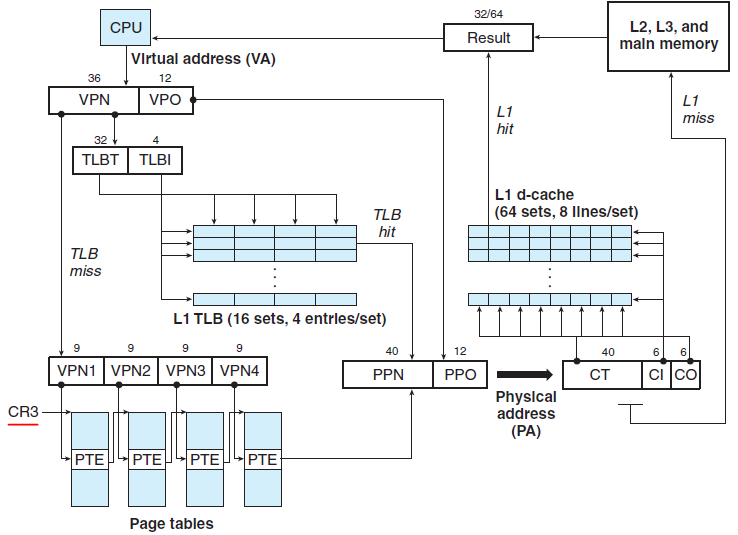 32/64
CPU
Result
L2, L3, and
main memory
Virtual address (VA)
36
12
VPN
VPO
L1
hit
L1
miss
32
4
TLBT
TLBI
L1 d-cache
(64 sets, 8 lines/set)
TLB
hit
TLB
miss
L1 TLB (16 sets, 4 entries/set)
9
9
9
9
40
12
40
6
6
VPN1
VPN2
VPN3
VPN4
PPN
PPO
CT
CI
CO
Physical
address
(PA)
CR3
PTE
PTE
PTE
PTE
Page tables